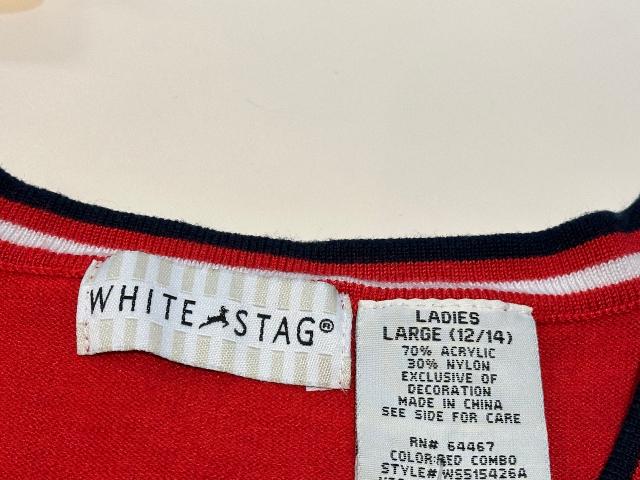 WHITE STAG®
LADIES
LARGE (12/14)
70% ACRYLIC
30% NYLON
EXCLUSIVE OF
DECORATION
MADE IN CHINA
SEE SIDE FOR CARE
RN# 64467
COLOR:RED COMBO
STYLE# WS515426A